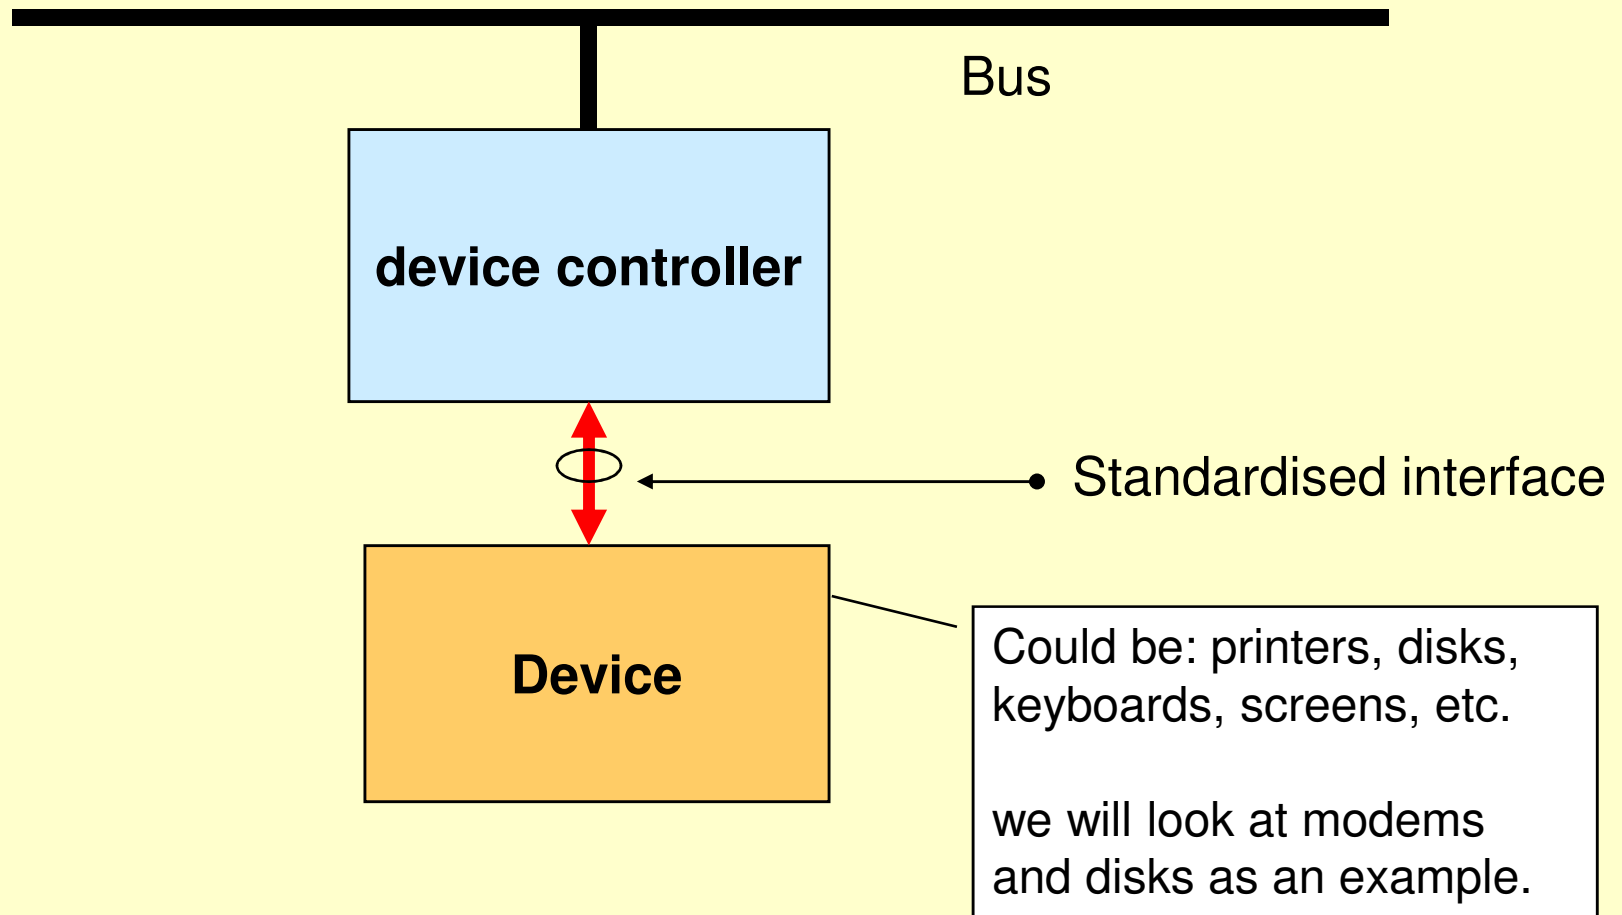 Bus
device controller
Standardised interface
Device
Could be: printers, disks,
keyboards, screens, etc.
we will look at modems
and disks as an example.